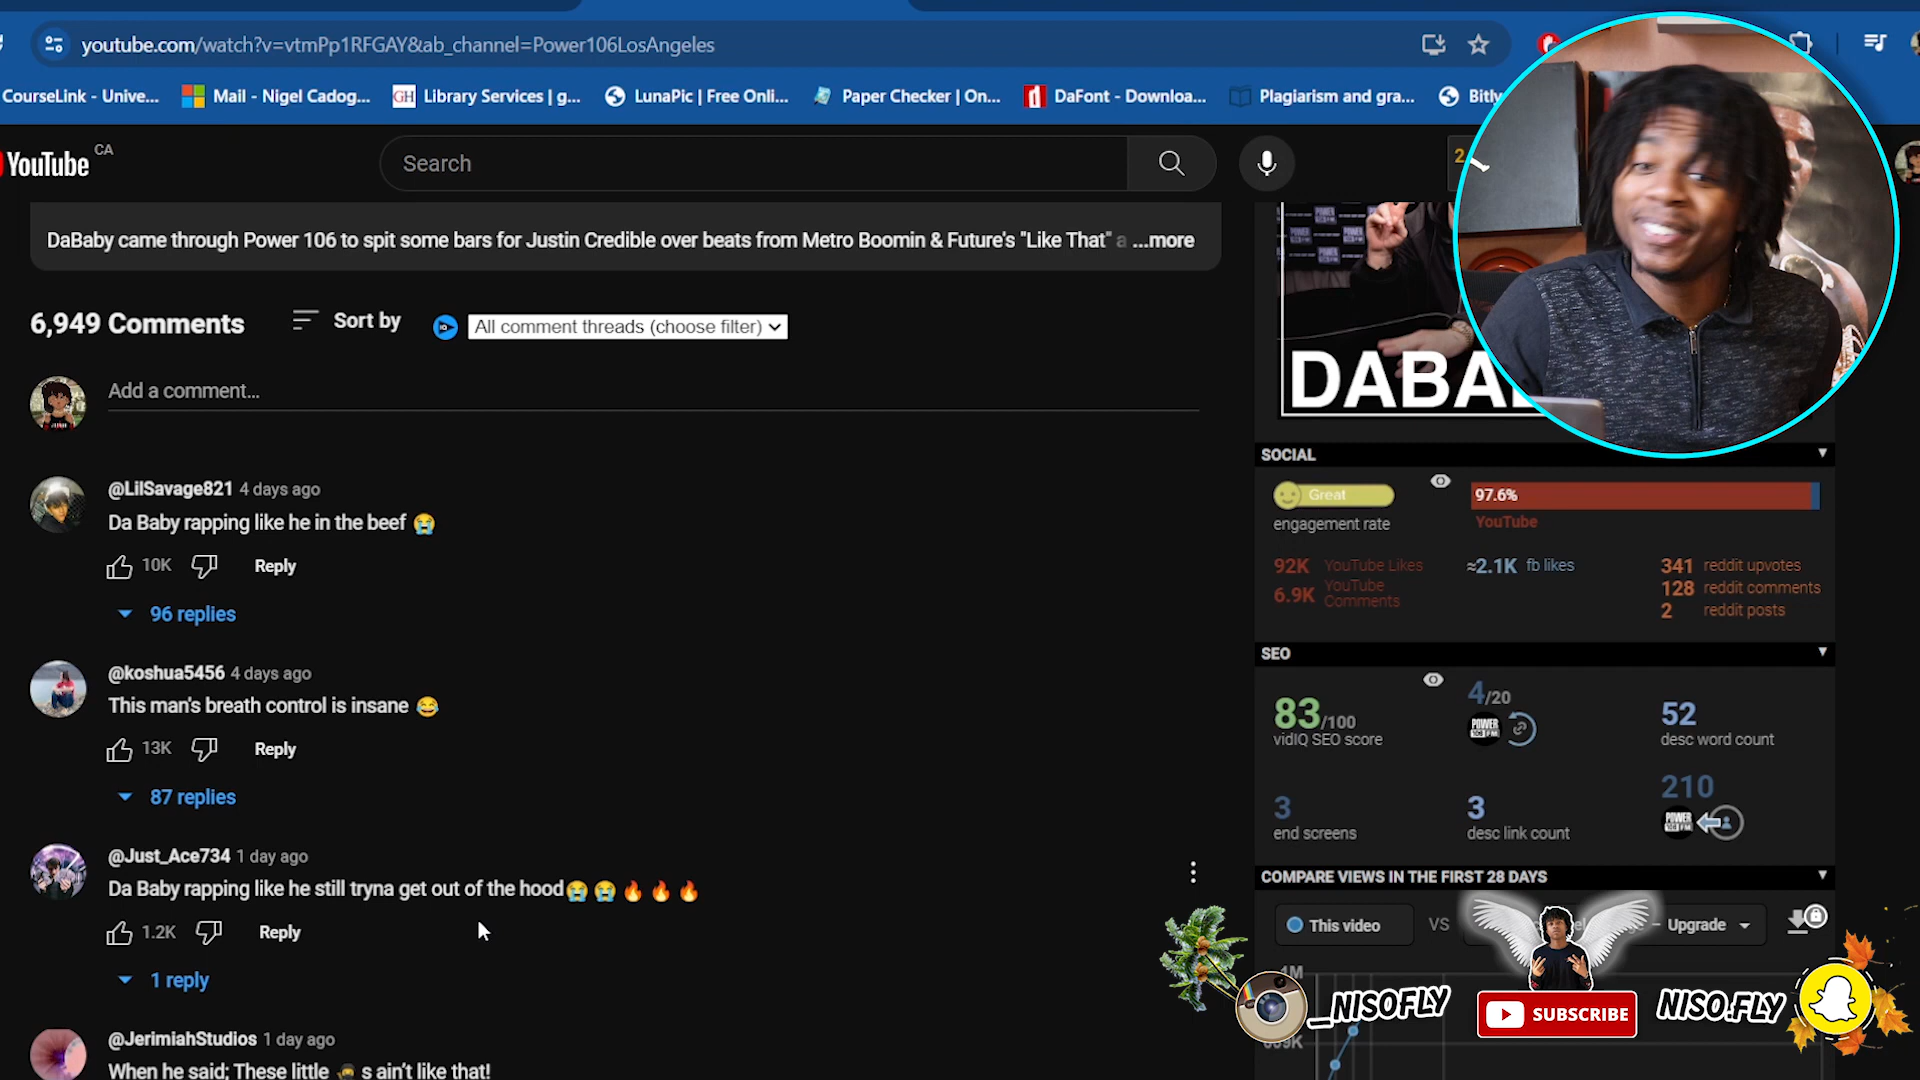 youtube.com/watch?v=vtmPp1RFGAY&ab_channel=Power106LosAngeles
CourseLink - Unive...
Mail - Nigel Cadog...
GH
Library Services | g...
LunaPic | Free Onli...
Paper Checker | On...
DaFont - Downloa...
Plagiarism and gra...
Bitly
YouTube CA
Search
2
DaBaby came through Power 106 to spit some bars for Justin Credible over beats from Metro Boomin & Future's "Like That" a ...more
6,949 Comments
Sort by
All comment threads (choose filter)
Add a comment...
@LilSavage821 4 days ago
Da Baby rapping like he in the beef 😭
10K
Reply
96 replies
@koshua5456 4 days ago
This man's breath control is insane 😂
13K
Reply
87 replies
@Just_Ace734 1 day ago
Da Baby rapping like he still tryna get out of the hood😭😭🔥🔥🔥
1.2K
Reply
1 reply
@JerimiahStudios 1 day ago
When he said; These little 🥷 s ain't like that!
SOCIAL
Great
engagement rate
97.6%
YouTube
92K YouTube Likes
6.9K YouTube Comments
≈2.1K fb likes
341 reddit upvotes
128 reddit comments
2 reddit posts
SEO
83/100
vidIQ SEO score
4/20
POWER
52
desc word count
3
end screens
3
desc link count
210
POWER
COMPARE VIEWS IN THE FIRST 28 DAYS
This video
VS
Upgrade
1M
_NISOFLY
SUBSCRIBE
NISO.FLY